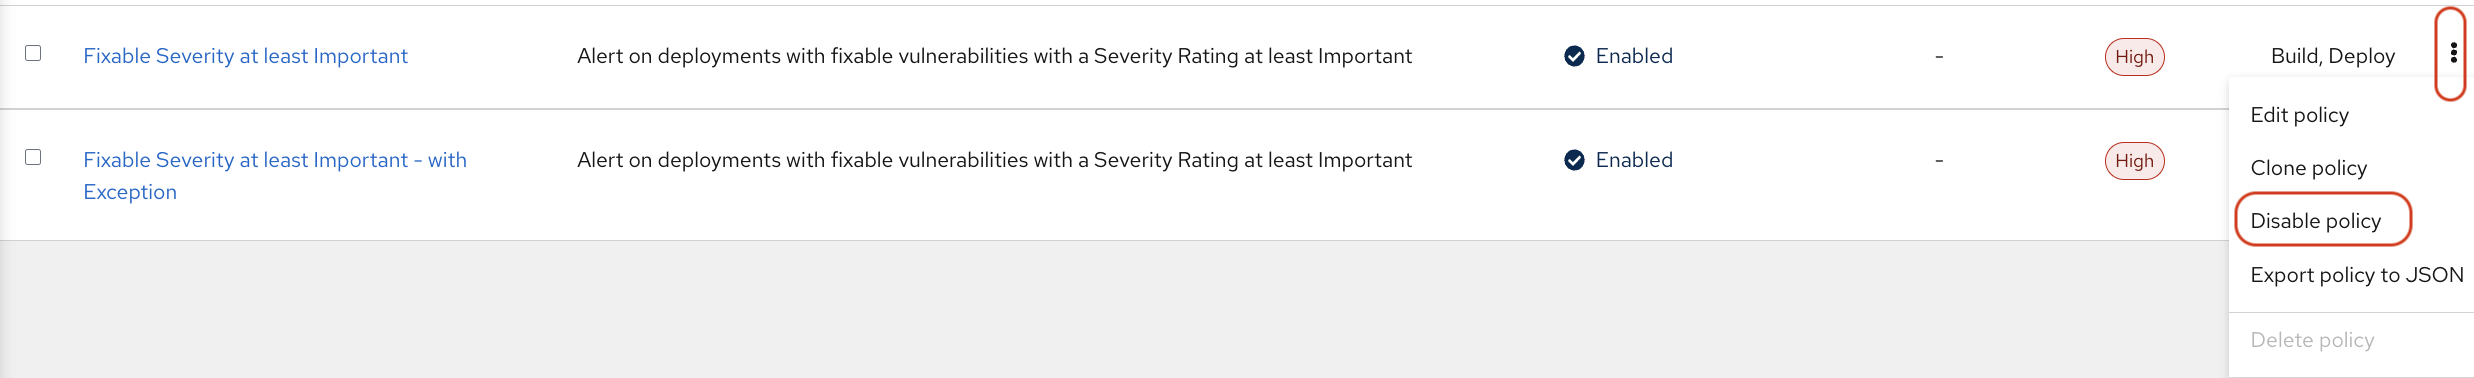 Fixable Severity at least Important Alert on deployments with fixable vulnerabilities with a Severity Rating at least Important Enabled - High Build, Deploy
Edit policy
Fixable Severity at least Important - with Alert on deployments with fixable vulnerabilities with a Severity Rating at least Important Enabled - High
Exception
Clone policy
Disable policy
Export policy to JSON
Delete policy